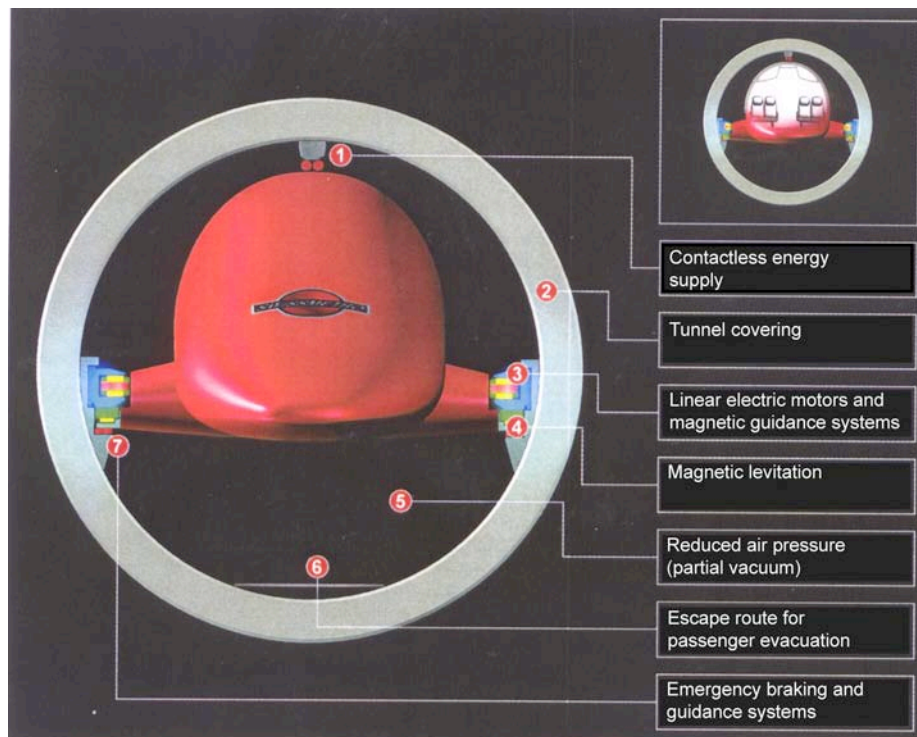 1
Contactless energy
supply
2
Tunnel covering
3
Linear electric motors and
magnetic guidance systems
4
Magnetic levitation
5
Reduced air pressure
(partial vacuum)
6
Escape route for
passenger evacuation
7
Emergency braking and
guidance systems